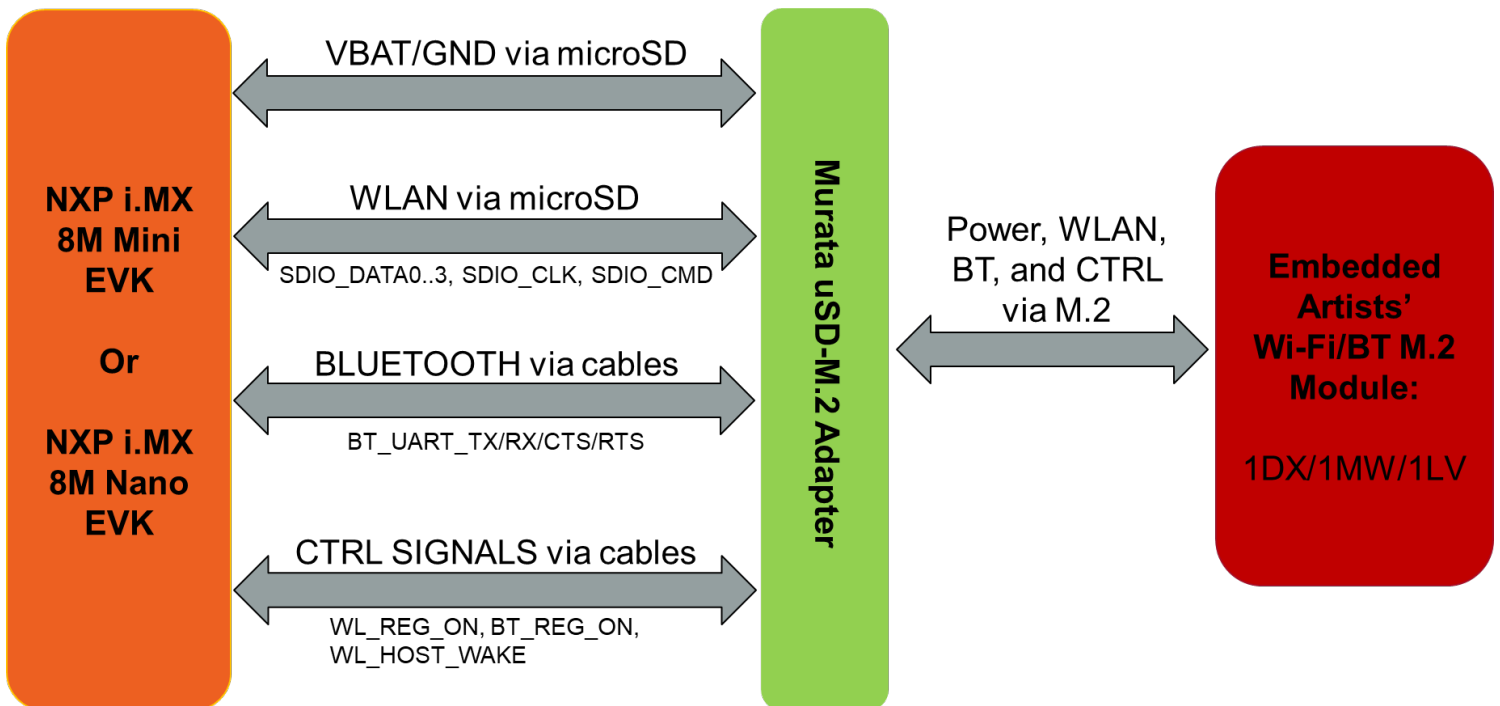 NXP i.MX
8M Mini
EVK
Or
NXP i.MX
8M Nano
EVK
VBAT/GND via microSD
WLAN via microSD
SDIO_DATA0..3, SDIO_CLK, SDIO_CMD
BLUETOOTH via cables
BT_UART_TX/RX/CTS/RTS
CTRL SIGNALS via cables
WL_REG_ON, BT_REG_ON,
WL_HOST_WAKE
Murata uSD-M.2 Adapter
Power, WLAN,
BT, and CTRL
via M.2
Embedded
Artists’
Wi-Fi/BT M.2
Module:
1DX/1MW/1LV